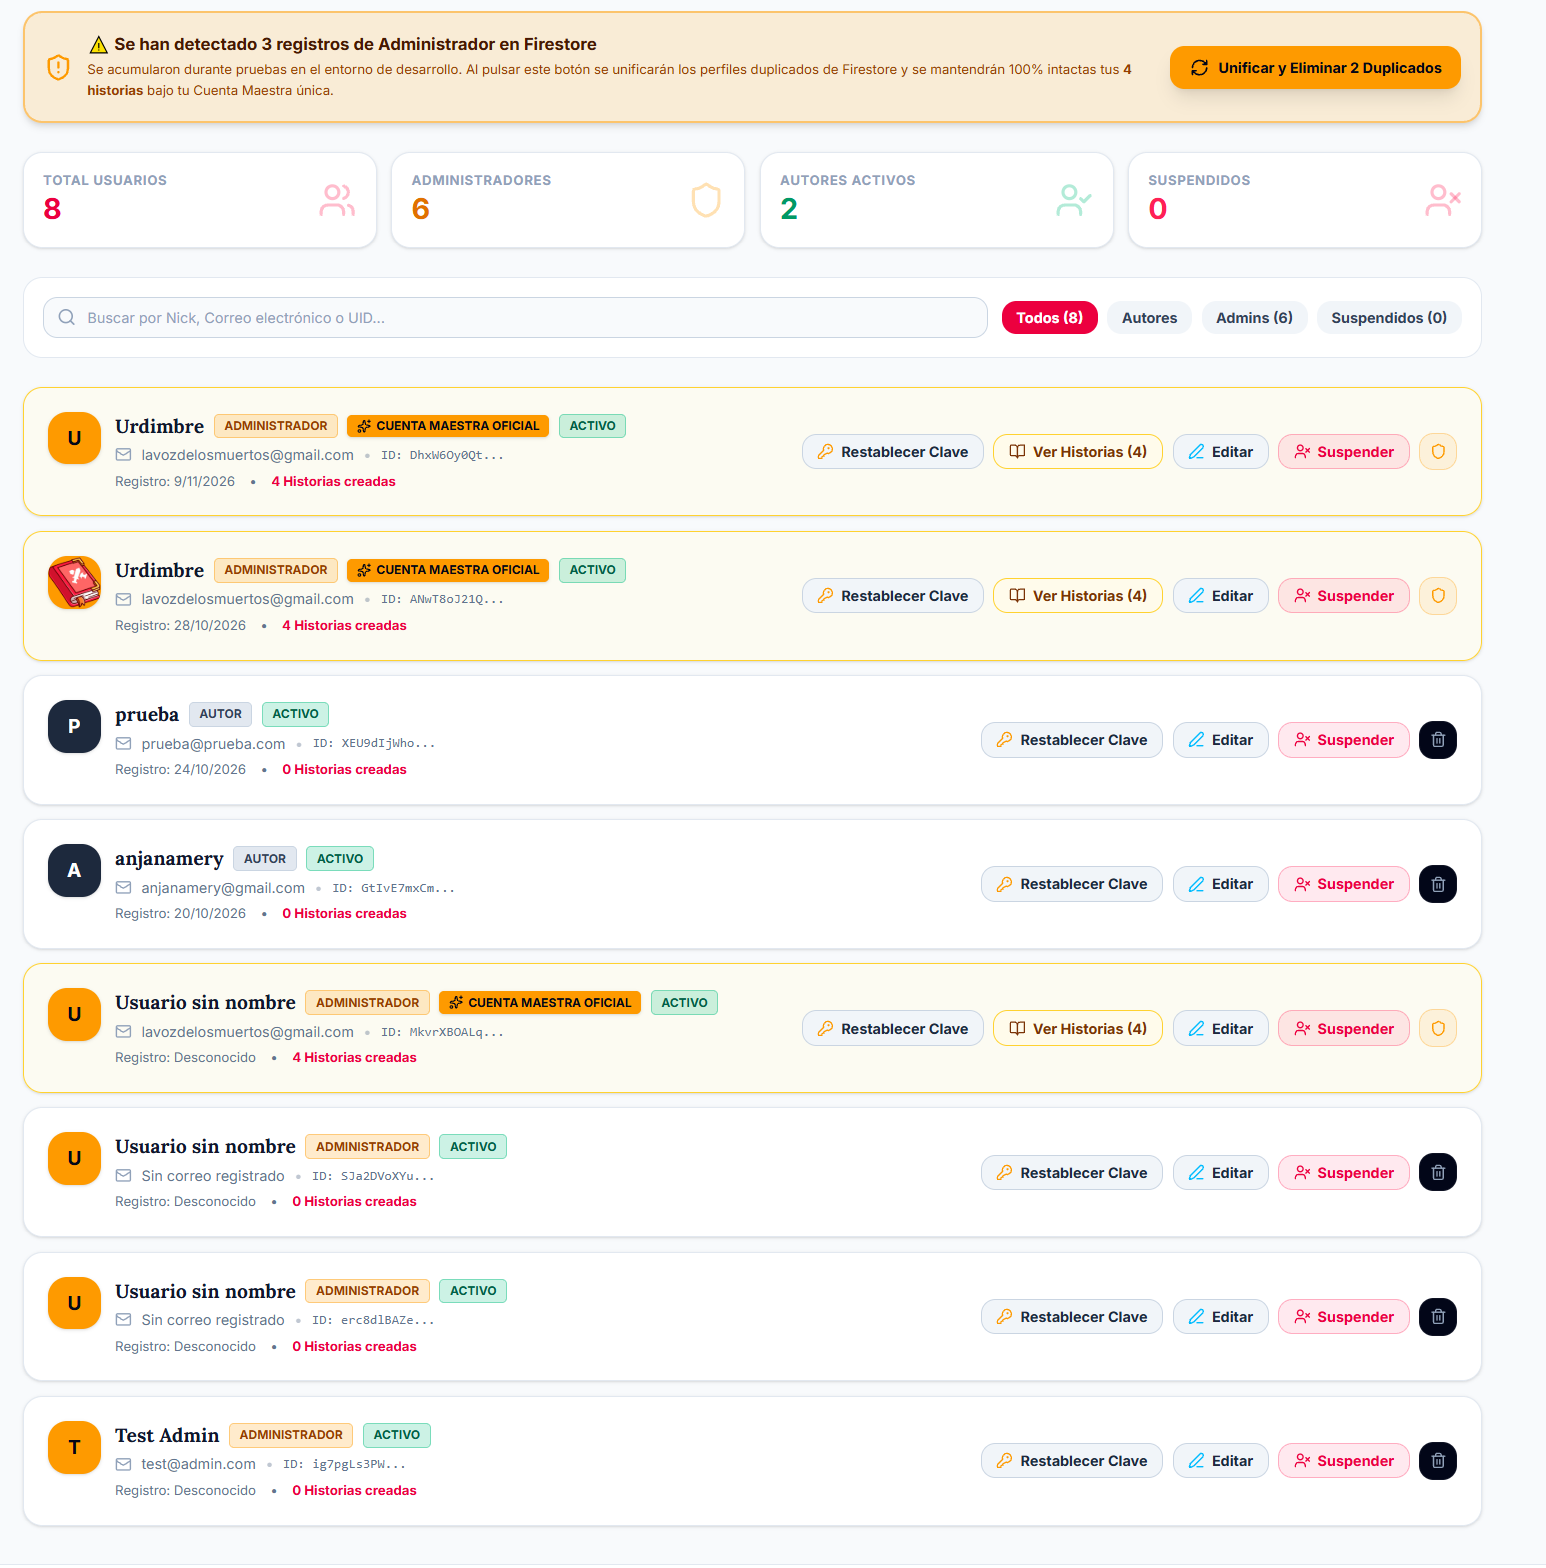 ⚠️ Se han detectado 3 registros de Administrador en Firestore
Se acumularon durante pruebas en el entorno de desarrollo. Al pulsar este botón se unificarán los perfiles duplicados de Firestore y se mantendrán 100% intactas tus 4
historias bajo tu Cuenta Maestra única.
Unificar y Eliminar 2 Duplicados
TOTAL USUARIOS
8
ADMINISTRADORES
6
AUTORES ACTIVOS
2
SUSPENDIDOS
0
Buscar por Nick, Correo electrónico o UID...
Todos (8) Autores Admins (6) Suspendidos (0)
U
Urdimbre ADMINISTRADOR CUENTA MAESTRA OFICIAL ACTIVO
lavozdelosmuertos@gmail.com • ID: DhxW6Oy0Qt...
Registro: 9/11/2026 • 4 Historias creadas
Restablecer Clave Ver Historias (4) Editar Suspender
Urdimbre ADMINISTRADOR CUENTA MAESTRA OFICIAL ACTIVO
lavozdelosmuertos@gmail.com • ID: ANwT8oJ21Q...
Registro: 28/10/2026 • 4 Historias creadas
Restablecer Clave Ver Historias (4) Editar Suspender
P
prueba AUTOR ACTIVO
prueba@prueba.com • ID: XEU9dIjWho...
Registro: 24/10/2026 • 0 Historias creadas
Restablecer Clave Editar Suspender
A
anjanamery AUTOR ACTIVO
anjanamery@gmail.com • ID: GtIvE7mxCm...
Registro: 20/10/2026 • 0 Historias creadas
Restablecer Clave Editar Suspender
U
Usuario sin nombre ADMINISTRADOR CUENTA MAESTRA OFICIAL ACTIVO
lavozdelosmuertos@gmail.com • ID: MkvrXBOALq...
Registro: Desconocido • 4 Historias creadas
Restablecer Clave Ver Historias (4) Editar Suspender
U
Usuario sin nombre ADMINISTRADOR ACTIVO
Sin correo registrado • ID: SJa2DVoXYu...
Registro: Desconocido • 0 Historias creadas
Restablecer Clave Editar Suspender
U
Usuario sin nombre ADMINISTRADOR ACTIVO
Sin correo registrado • ID: erc8dlBAZe...
Registro: Desconocido • 0 Historias creadas
Restablecer Clave Editar Suspender
T
Test Admin ADMINISTRADOR ACTIVO
test@admin.com • ID: ig7pgLs3PW...
Registro: Desconocido • 0 Historias creadas
Restablecer Clave Editar Suspender